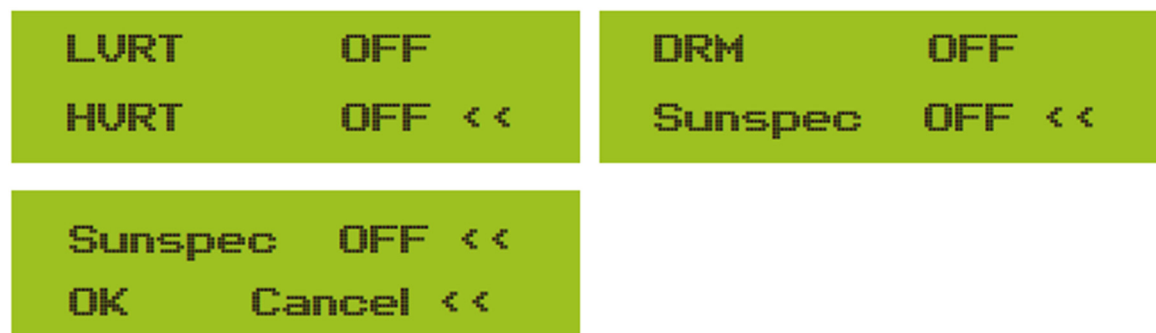 LVRT OFF
HVRT OFF <<
DRM OFF
Sunspec OFF <<
Sunspec OFF <<
OK Cancel <<